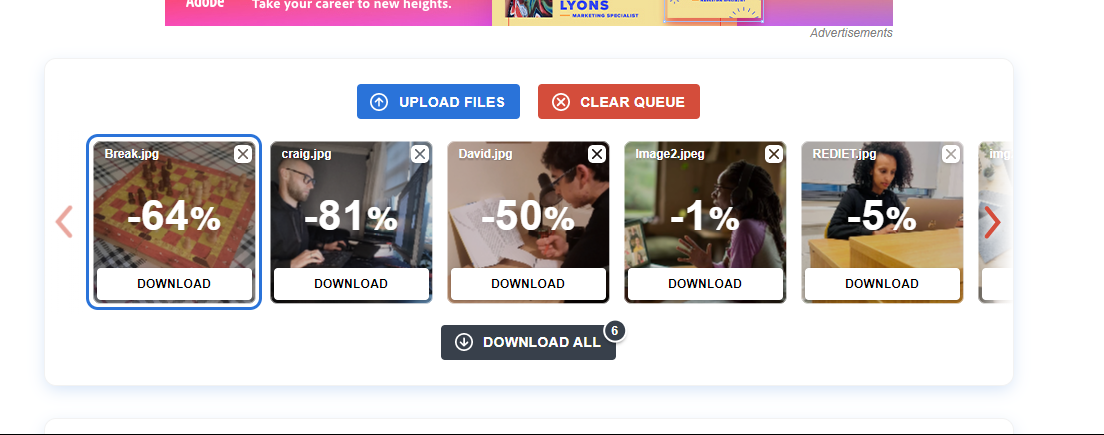 Adobe
Take your career to new heights.
LYONS
MARKETING SPECIALIST
Advertisements
UPLOAD FILES
CLEAR QUEUE
Break.jpg
-64%
DOWNLOAD
craig.jpg
-81%
DOWNLOAD
David.jpg
-50%
DOWNLOAD
Image2.jpeg
-1%
DOWNLOAD
REDIET.jpg
-5%
DOWNLOAD
img
DOWNLOAD ALL
6